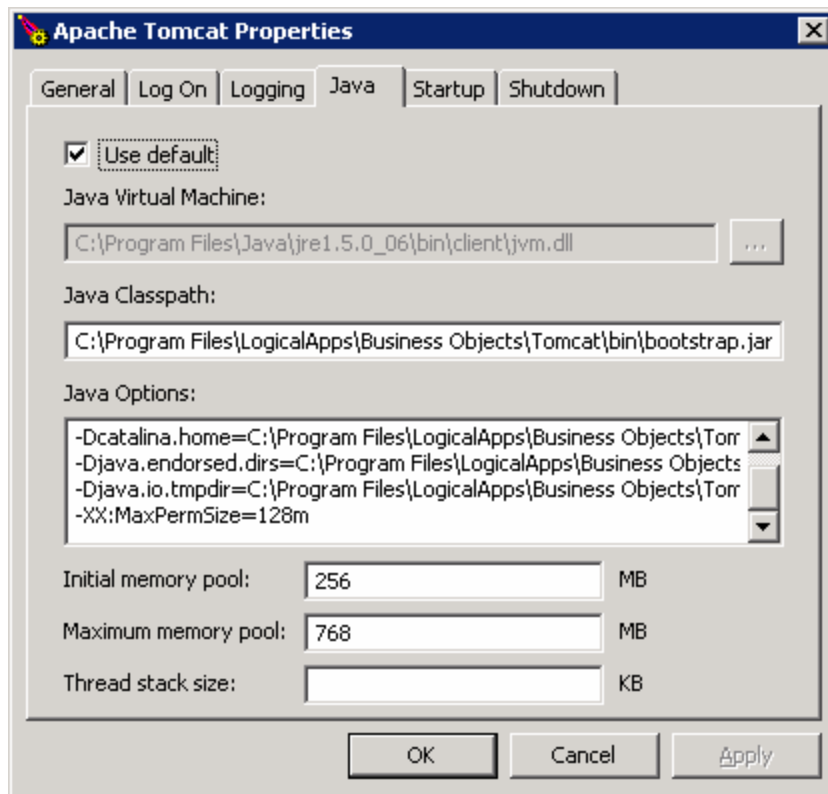 Apache Tomcat Properties
General Log On Logging Java Startup Shutdown
Use default
Java Virtual Machine:
C:\Program Files\Java\jre1.5.0_06\bin\client\jvm.dll ...
Java Classpath:
C:\Program Files\LogicalApps\Business Objects\Tomcat\bin\bootstrap.jar
Java Options:
-Dcatalina.home=C:\Program Files\LogicalApps\Business Objects\Tom
-Djava.endorsed.dirs=C:\Program Files\LogicalApps\Business Objects
-Djava.io.tmpdir=C:\Program Files\LogicalApps\Business Objects\Tom
-XX:MaxPermSize=128m
Initial memory pool: 256 MB
Maximum memory pool: 768 MB
Thread stack size: KB
OK Cancel Apply